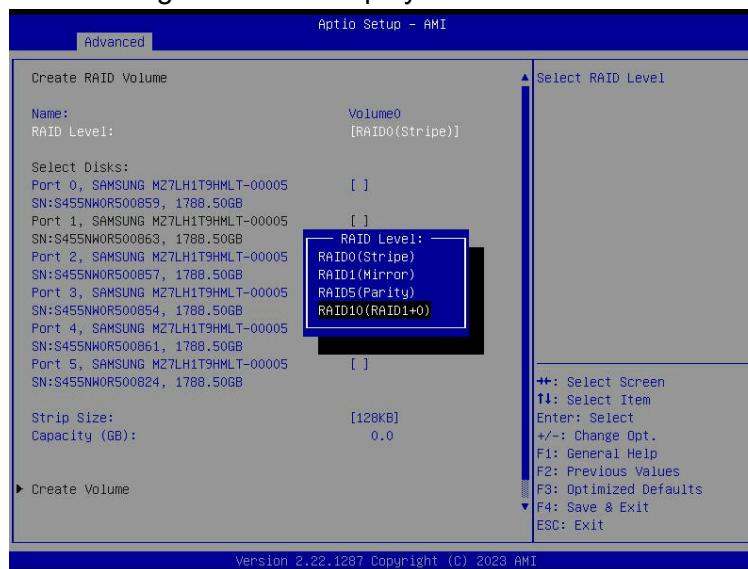 Aptio Setup - AMI
Advanced
Create RAID Volume
Select RAID Level
Name: Volume0
RAID Level: [RAID0(Stripe)]
Select Disks:
Port 0, SAMSUNG MZ7LH1T9HMLT-00005 [ ]
SN:S455NW0R500859, 1788.50GB
Port 1, SAMSUNG MZ7LH1T9HMLT-00005 [ ]
SN:S455NW0R500863, 1788.50GB
Port 2, SAMSUNG MZ7LH1T9HMLT-00005
SN:S455NW0R500857, 1788.50GB
Port 3, SAMSUNG MZ7LH1T9HMLT-00005
SN:S455NW0R500854, 1788.50GB
Port 4, SAMSUNG MZ7LH1T9HMLT-00005
SN:S455NW0R500861, 1788.50GB
Port 5, SAMSUNG MZ7LH1T9HMLT-00005 [ ]
SN:S455NW0R500824, 1788.50GB
RAID Level:
RAID0(Stripe)
RAID1(Mirror)
RAID5(Parity)
RAID10(RAID1+0)
Strip Size: [128KB]
Capacity (GB): 0.0
Create Volume
→←: Select Screen
↑↓: Select Item
Enter: Select
+/-: Change Opt.
F1: General Help
F2: Previous Values
F3: Optimized Defaults
F4: Save & Exit
ESC: Exit
Version 2.22.1287 Copyright (C) 2023 AMI